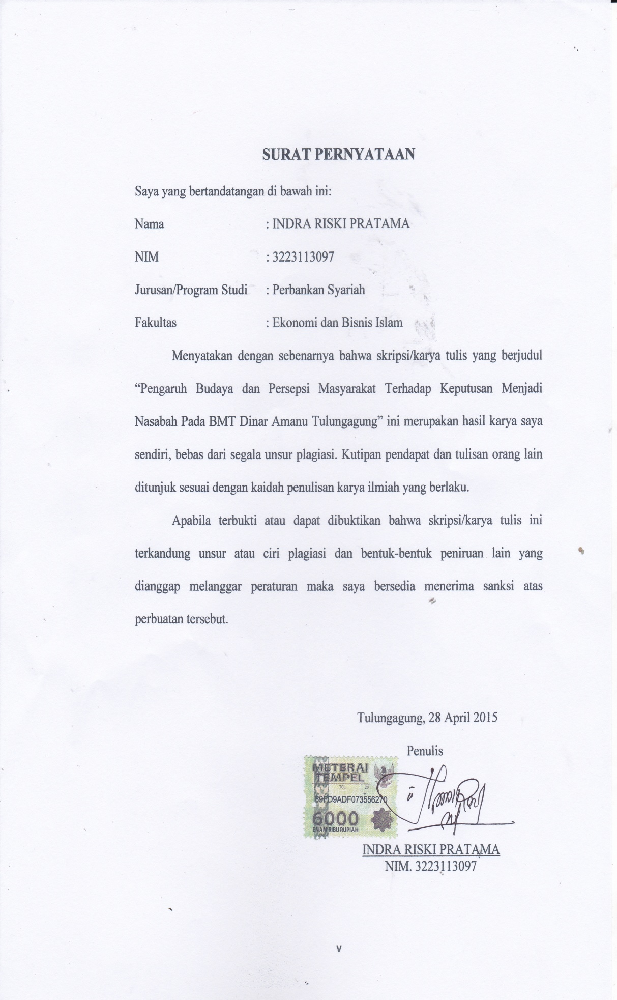 SURAT PERNYATAAN
Saya yang bertandatangan di bawah ini:
Nama : INDRA RISKI PRATAMA
NIM : 3223113097
Jurusan/Program Studi : Perbankan Syariah
Fakultas : Ekonomi dan Bisnis Islam
Menyatakan dengan sebenarnya bahwa skripsi/karya tulis yang berjudul
“Pengaruh Budaya dan Persepsi Masyarakat Terhadap Keputusan Menjadi
Nasabah Pada BMT Dinar Amanu Tulungagung” ini merupakan hasil karya saya
sendiri, bebas dari segala unsur plagiasi. Kutipan pendapat dan tulisan orang lain
ditunjuk sesuai dengan kaidah penulisan karya ilmiah yang berlaku.
Apabila terbukti atau dapat dibuktikan bahwa skripsi/karya tulis ini
terkandung unsur atau ciri plagiasi dan bentuk-bentuk peniruan lain yang
dianggap melanggar peraturan maka saya bersedia menerima sanksi atas
perbuatan tersebut.
Tulungagung, 28 April 2015
Penulis
METERAI
TEMPEL
TGL 20
89FD9ADF073556270
6000
ENAM RIBU RUPIAH
INDRA RISKI PRATAMA
NIM. 3223113097
v